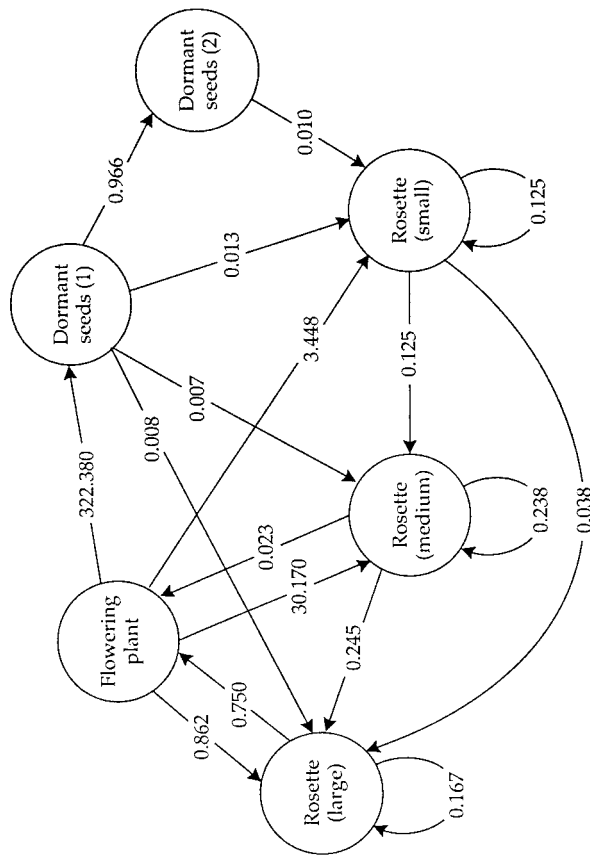 Dormant
seeds (2)
0.966
0.010
Dormant
seeds (1)
0.013
Rosette
(small)
0.125
322.380
0.008
0.007
3.448
0.125
Flowering
plant
0.023
30.170
Rosette
(medium)
0.238
0.038
0.862
0.750
0.245
Rosette
(large)
0.167